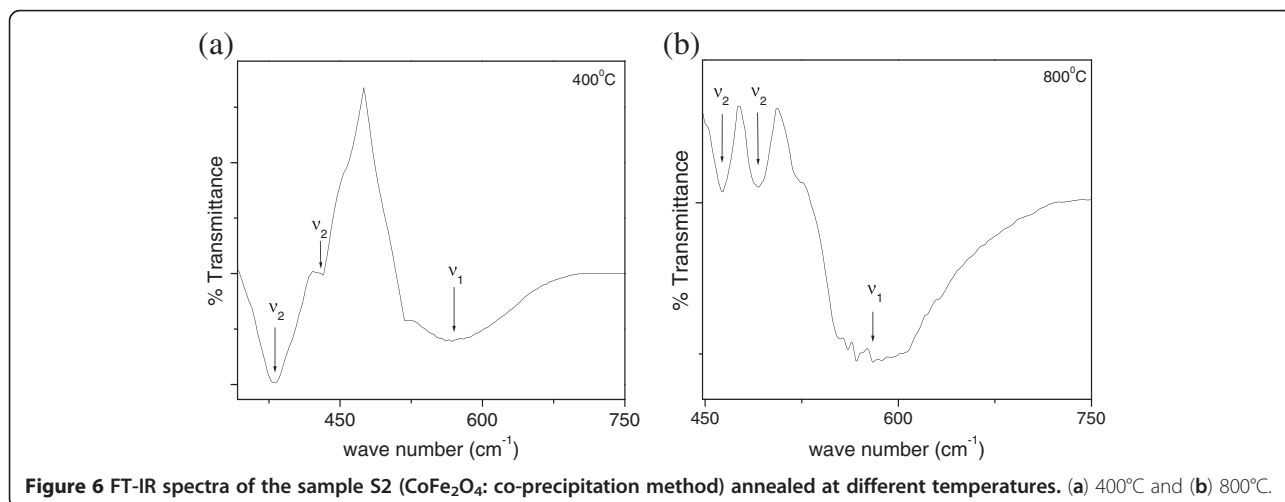 (a)
400⁰C
ν₂
ν₂
ν₁
% Transmittance
450 600 750
wave number (cm⁻¹)
(b)
800⁰C
ν₂ ν₂
ν₁
% Transmittance
450 600 750
wave number (cm⁻¹)
Figure 6 FT-IR spectra of the sample S2 (CoFe₂O₄: co-precipitation method) annealed at different temperatures. (a) 400°C and (b) 800°C.